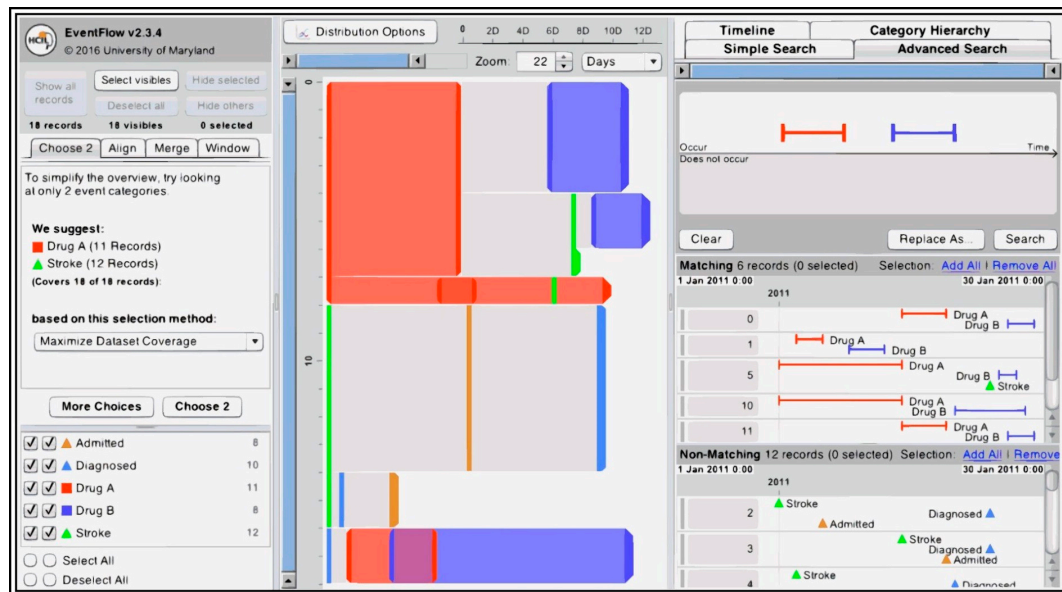 EventFlow v2.3.4
© 2016 University of Maryland
HCIL
Show all records
Select visibles
Hide selected
Deselect all
Hide others
18 records
18 visibles
0 selected
Choose 2
Align
Merge
Window
To simplify the overview, try looking
at only 2 event categories.
We suggest:
Drug A (11 Records)
Stroke (12 Records)
(Covers 18 of 18 records):
based on this selection method:
Maximize Dataset Coverage
More Choices
Choose 2
Admitted 8
Diagnosed 10
Drug A 11
Drug B 8
Stroke 12
Select All
Deselect All
Distribution Options
0 2D 4D 6D 8D 10D 12D
Zoom: 22 Days
0
10
Timeline
Category Hierarchy
Simple Search
Advanced Search
Occur
Time
Does not occur
Clear
Replace As...
Search
Matching 6 records (0 selected) Selection: Add All | Remove All
1 Jan 2011 0:00 30 Jan 2011 0:00
2011
0 Drug A
Drug B
1 Drug A
Drug B
5 Drug A
Drug B
Stroke
10 Drug A
Drug B
11 Drug A
Drug B
Non-Matching 12 records (0 selected) Selection: Add All | Remove
1 Jan 2011 0:00 30 Jan 2011 0:00
2011
2 Stroke
Diagnosed
Admitted
3 Stroke
Diagnosed
Admitted
4 Stroke
Diagnosed